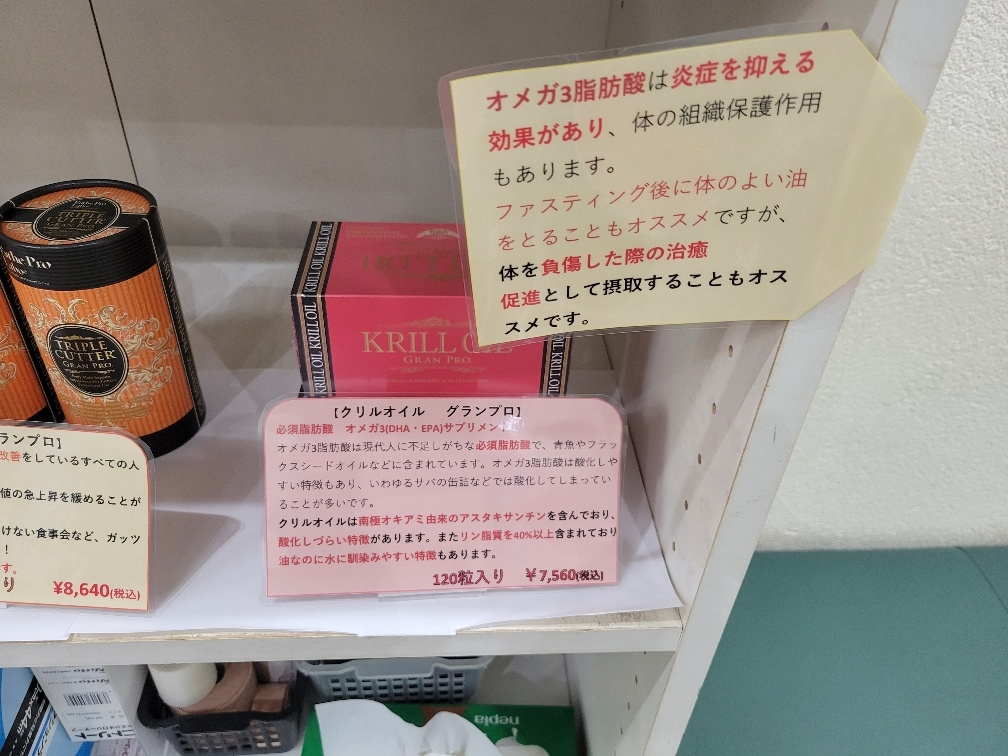 オメガ3脂肪酸は炎症を抑える
効果があり、体の組織保護作用
もあります。
ファスティング後に体のよい油
をとることもオススメですが、
体を負傷した際の治癒
促進として摂取することもオス
スメです。
TRIPLE
CUTTER
TRIPLE
CUTTER
GRAN PRO
KRILL OIL KRILL OIL
KRILL OIL KRILL OIL
KRILL OIL
GRAN PRO
KRILL OIL
【クリルオイル グランプロ】
必須脂肪酸 オメガ3(DHA・EPA)サプリメント
オメガ3脂肪酸は現代人に不足しがちな必須脂肪酸で、青魚やフラッ
クスシードオイルなどに含まれています。オメガ3脂肪酸は酸化しや
すい特徴もあり、いわゆるサバの缶詰などでは酸化してしまってい
ることが多いです。
クリルオイルは南極オキアミ由来のアスタキサンチンを含んでおり、
酸化しづらい特徴があります。またリン脂質を40%以上含まれており
油なのに水に馴染みやすい特徴もあります。
120粒入り ￥7,560(税込)
ランプロ】
改善をしているすべての人
値の急上昇を緩めることが
けない食事会など、ガッツ
！
す。
り ¥8,640(税込)
Nitto
ニトリート
nepia